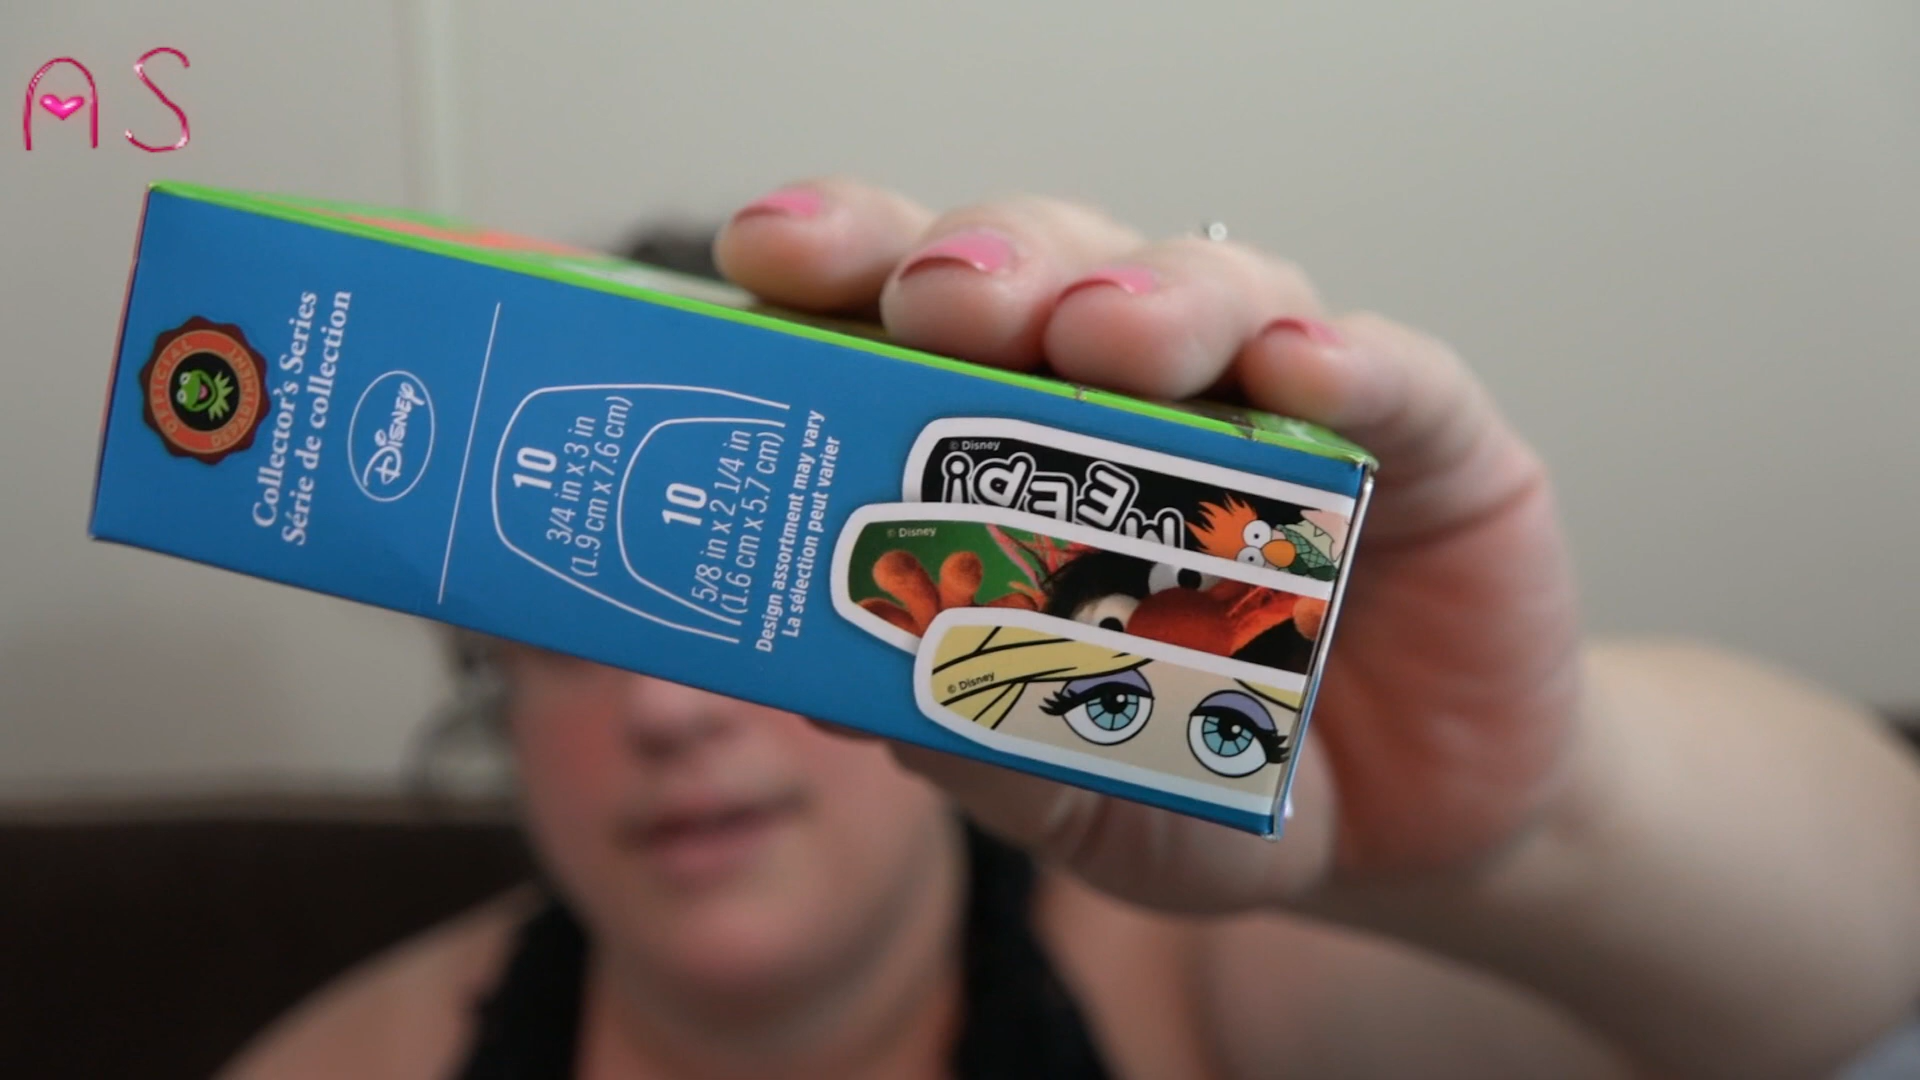 AS
OFFICIAL
Collector's Series
Série de collection
Disney
10
3/4 in x 3 in
(1.9 cm x 7.6 cm)
10
5/8 in x 2 1/4 in
(1.6 cm x 5.7 cm)
Design assortment may vary
La sélection peut varier
© Disney
MEEP!
© Disney
© Disney